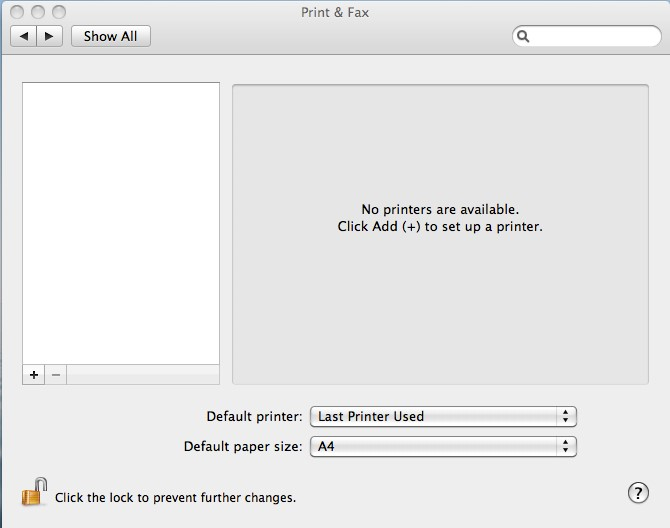 Print & Fax
Show All
No printers are available.
Click Add (+) to set up a printer.
+ −
Default printer: Last Printer Used
Default paper size: A4
Click the lock to prevent further changes.
?